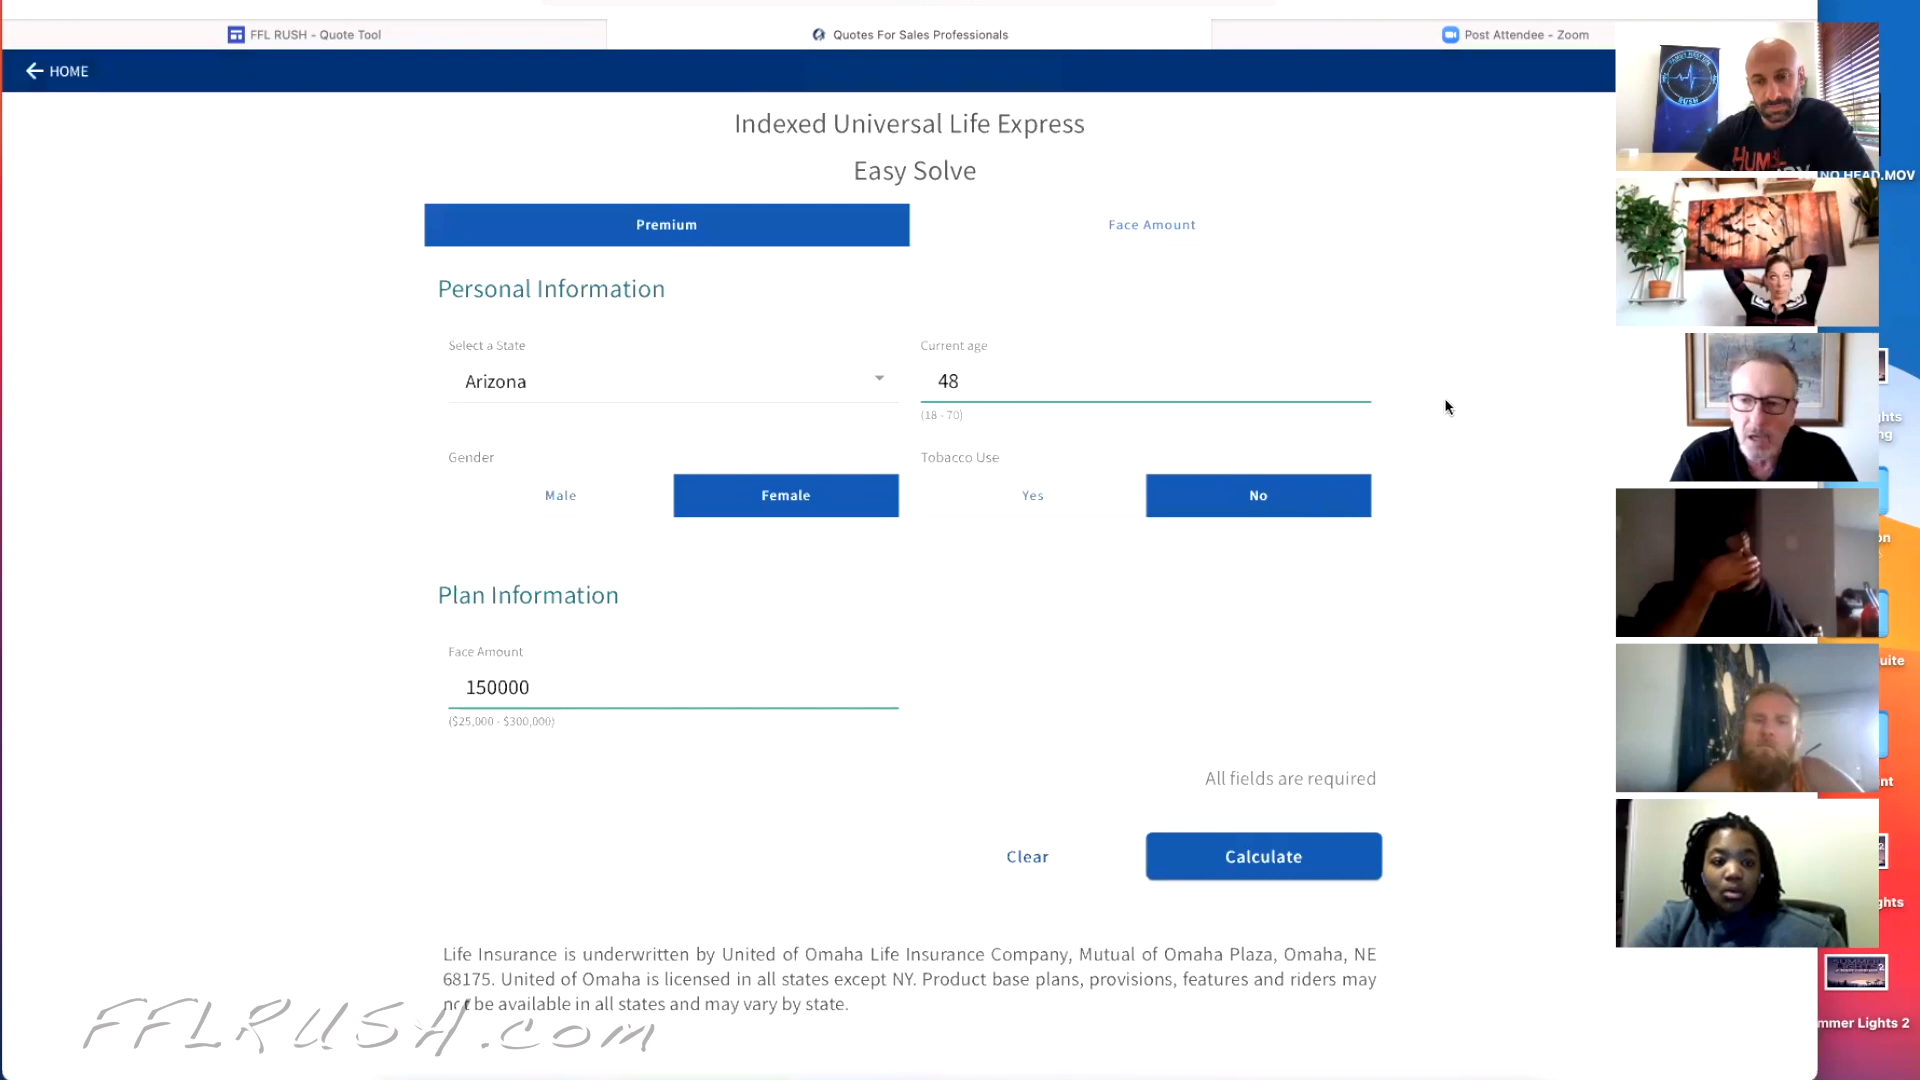 FFL RUSH - Quote Tool
Quotes For Sales Professionals
Post Attendee - Zoom
HOME
Indexed Universal Life Express
Easy Solve
Premium
Face Amount
Personal Information
Select a State
Current age
Arizona
48
(18 - 70)
Gender
Tobacco Use
Male
Female
Yes
No
Plan Information
Face Amount
150000
($25,000 - $300,000)
All fields are required
Clear
Calculate
Life Insurance is underwritten by United of Omaha Life Insurance Company, Mutual of Omaha Plaza, Omaha, NE
68175. United of Omaha is licensed in all states except NY. Product base plans, provisions, features and riders may
not be available in all states and may vary by state.
FFLRUSH.com
RUSH
NO HEAD.MOV
mmer Lights 2